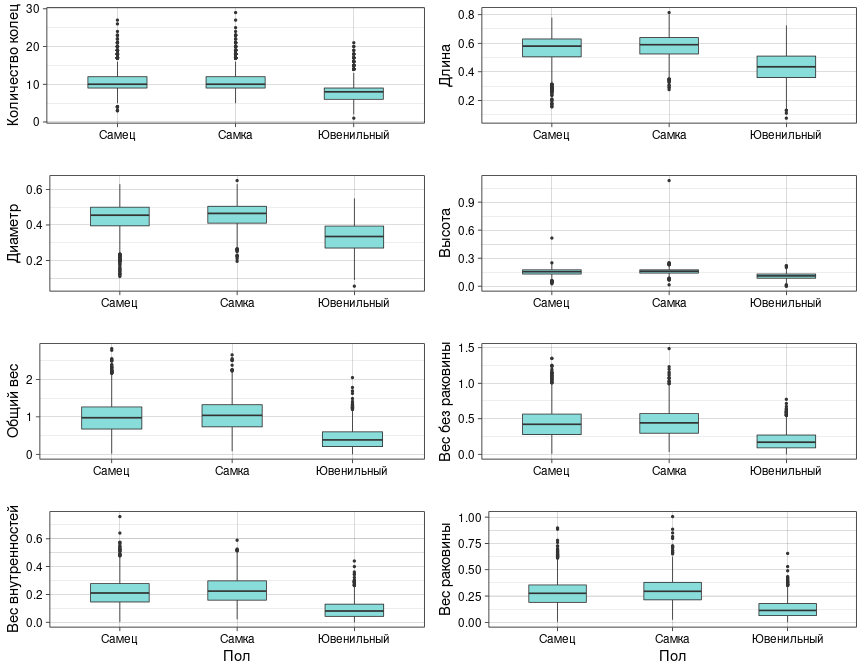 Количество колец
30
20
10
0
Самец
Самка
Ювенильный
Длина
0.8
0.6
0.4
0.2
Самец
Самка
Ювенильный
Диаметр
0.6
0.4
0.2
Самец
Самка
Ювенильный
Высота
0.9
0.6
0.3
0.0
Самец
Самка
Ювенильный
Общий вес
2
1
0
Самец
Самка
Ювенильный
Вес без раковины
1.5
1.0
0.5
0.0
Самец
Самка
Ювенильный
Вес внутренностей
0.6
0.4
0.2
0.0
Самец
Самка
Ювенильный
Пол
Вес раковины
1.00
0.75
0.50
0.25
0.00
Самец
Самка
Ювенильный
Пол